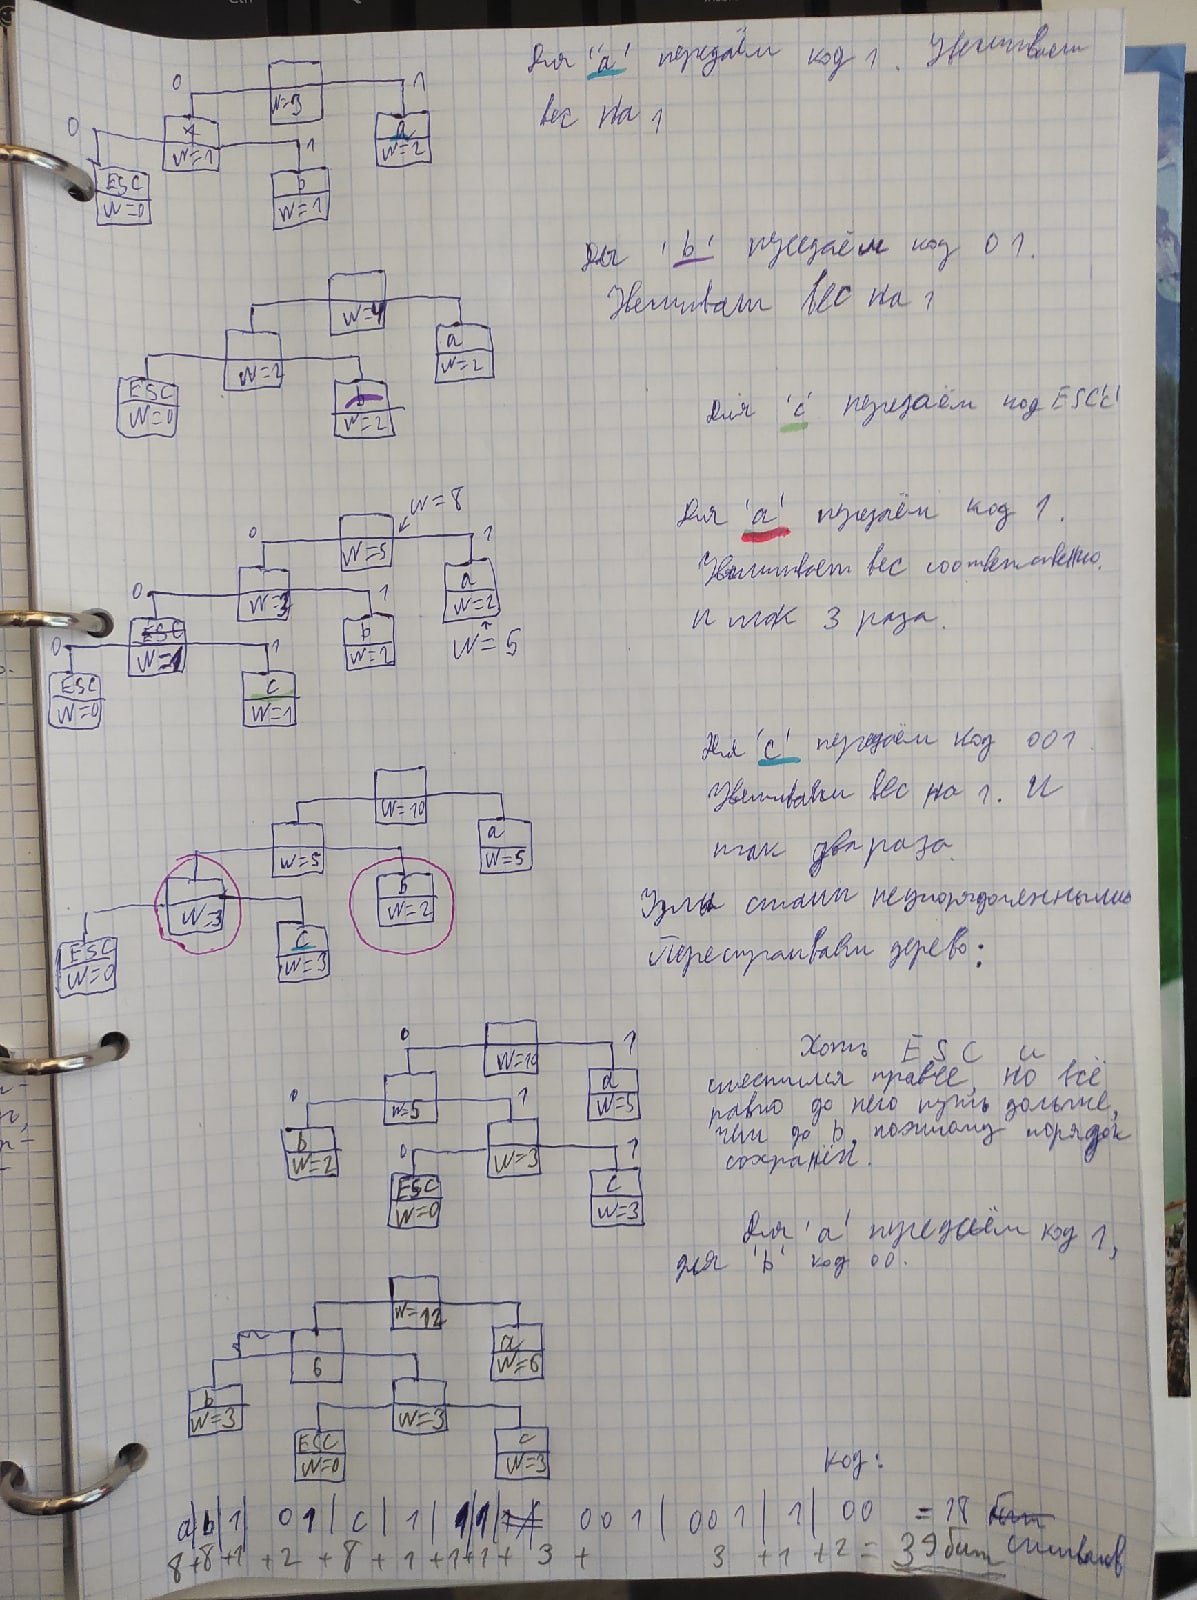 Для 'a' передаём код 1. Увеличиваем
вес на 1
0 1
W=3
0 W=1 1 a W=2
ESC W=0 b W=1
Для 'b' передаём код 01.
Увеличиваем вес на 1
W=4
W=2 a W=2
ESC W=0 b W=2
Для 'c' передаём код ESC'c'
W=8
0 W=5 1
0 W=3 1 a W=2
W=5
0 ESC W=1 1 b W=2
ESC W=0 c W=1
Для 'a' передаём код 1.
Увеличиваем вес соответственно.
И так 3 раза.
Для 'c' передаём код 001
Увеличиваем вес на 1. И
так два раза.
Узлы стали неупорядоченными
Перестраиваем дерево:
W=10
W=5 a W=5
W=3 b W=2
ESC W=0 c W=3
0 W=10 1
0 W=5 1 a W=5
b W=2 0 W=3 1
ESC W=0 c W=3
Хоть ESC и
сместился правее, но всё
равно до него путь дольше,
чем до b, поэтому порядок
сохранён.
Для 'a' передаём код 1,
для 'b' код 00.
W=12
6 a W=6
b W=3 W=3
ESC W=0 c W=3
код:
a|b|1| 01 | c | 1 | 1|1| 001 | 001 | 1 | 00 = 18 символов
8+8+1+2+8+1+1+1+3+3+1+2= 39 бит